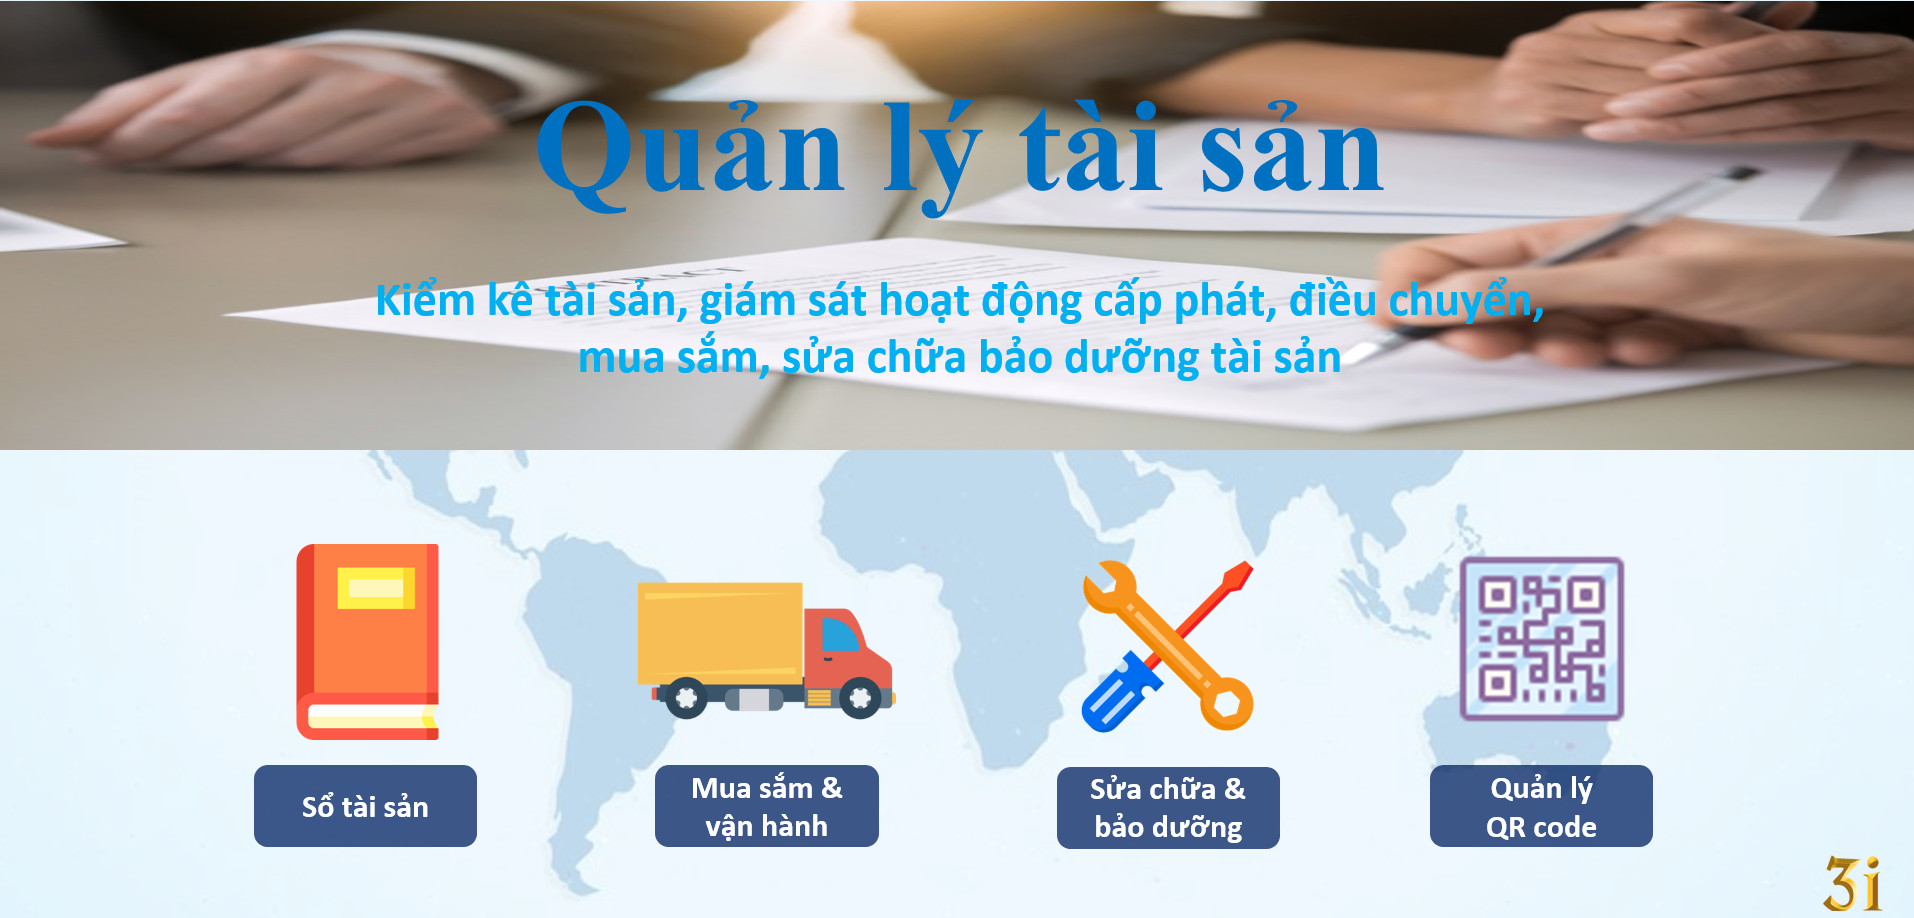 Quản lý tài sản
Kiểm kê tài sản, giám sát hoạt động cấp phát, điều chuyển,
mua sắm, sửa chữa bảo dưỡng tài sản
Sổ tài sản
Mua sắm &
vận hành
Sửa chữa &
bảo dưỡng
Quản lý
QR code
3i